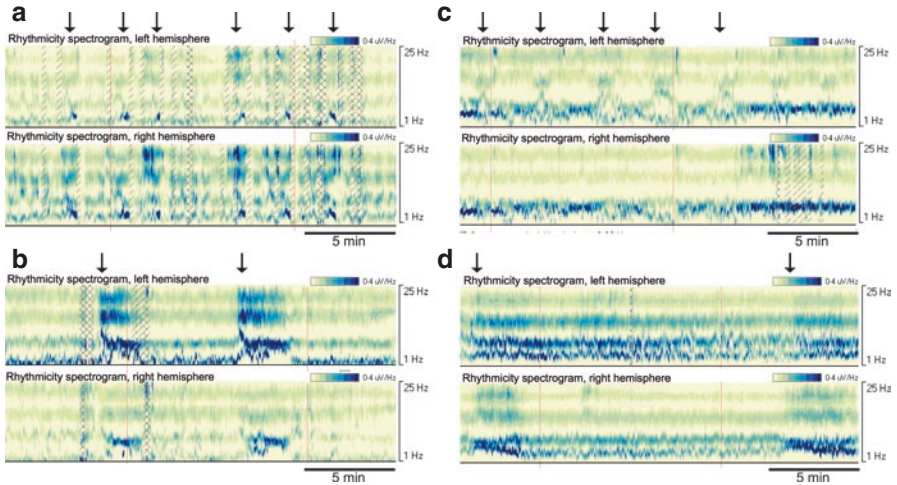 a
Rhythmicity spectrogram, left hemisphere
0-4 uV/Hz
25 Hz
1 Hz
Rhythmicity spectrogram, right hemisphere
0-4 uV/Hz
25 Hz
1 Hz
5 min
b
Rhythmicity spectrogram, left hemisphere
0-4 uV/Hz
25 Hz
1 Hz
Rhythmicity spectrogram, right hemisphere
0-4 uV/Hz
25 Hz
1 Hz
5 min
c
Rhythmicity spectrogram, left hemisphere
0-4 uV/Hz
25 Hz
1 Hz
Rhythmicity spectrogram, right hemisphere
0-4 uV/Hz
25 Hz
1 Hz
5 min
d
Rhythmicity spectrogram, left hemisphere
0-4 uV/Hz
25 Hz
1 Hz
Rhythmicity spectrogram, right hemisphere
0-4 uV/Hz
25 Hz
1 Hz
5 min